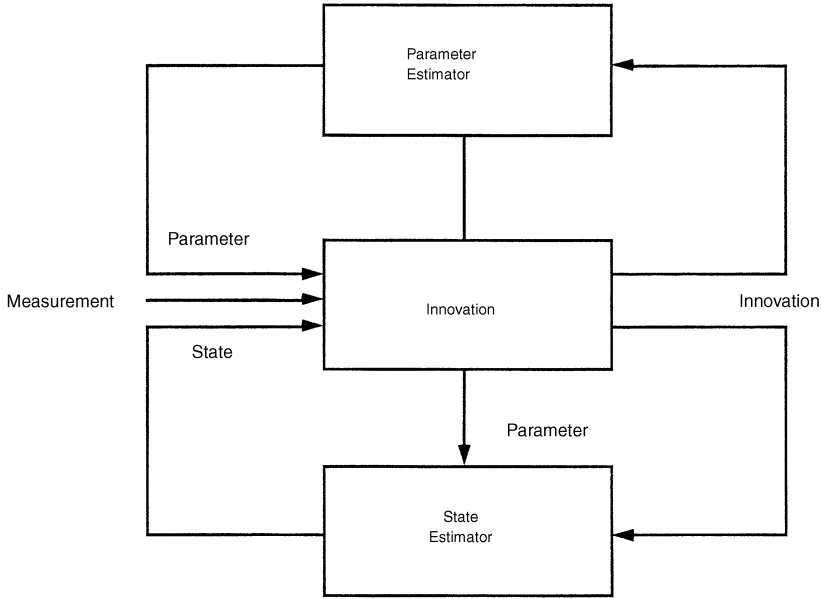 Parameter
Estimator
Parameter
Measurement
Innovation
Innovation
State
Parameter
State
Estimator